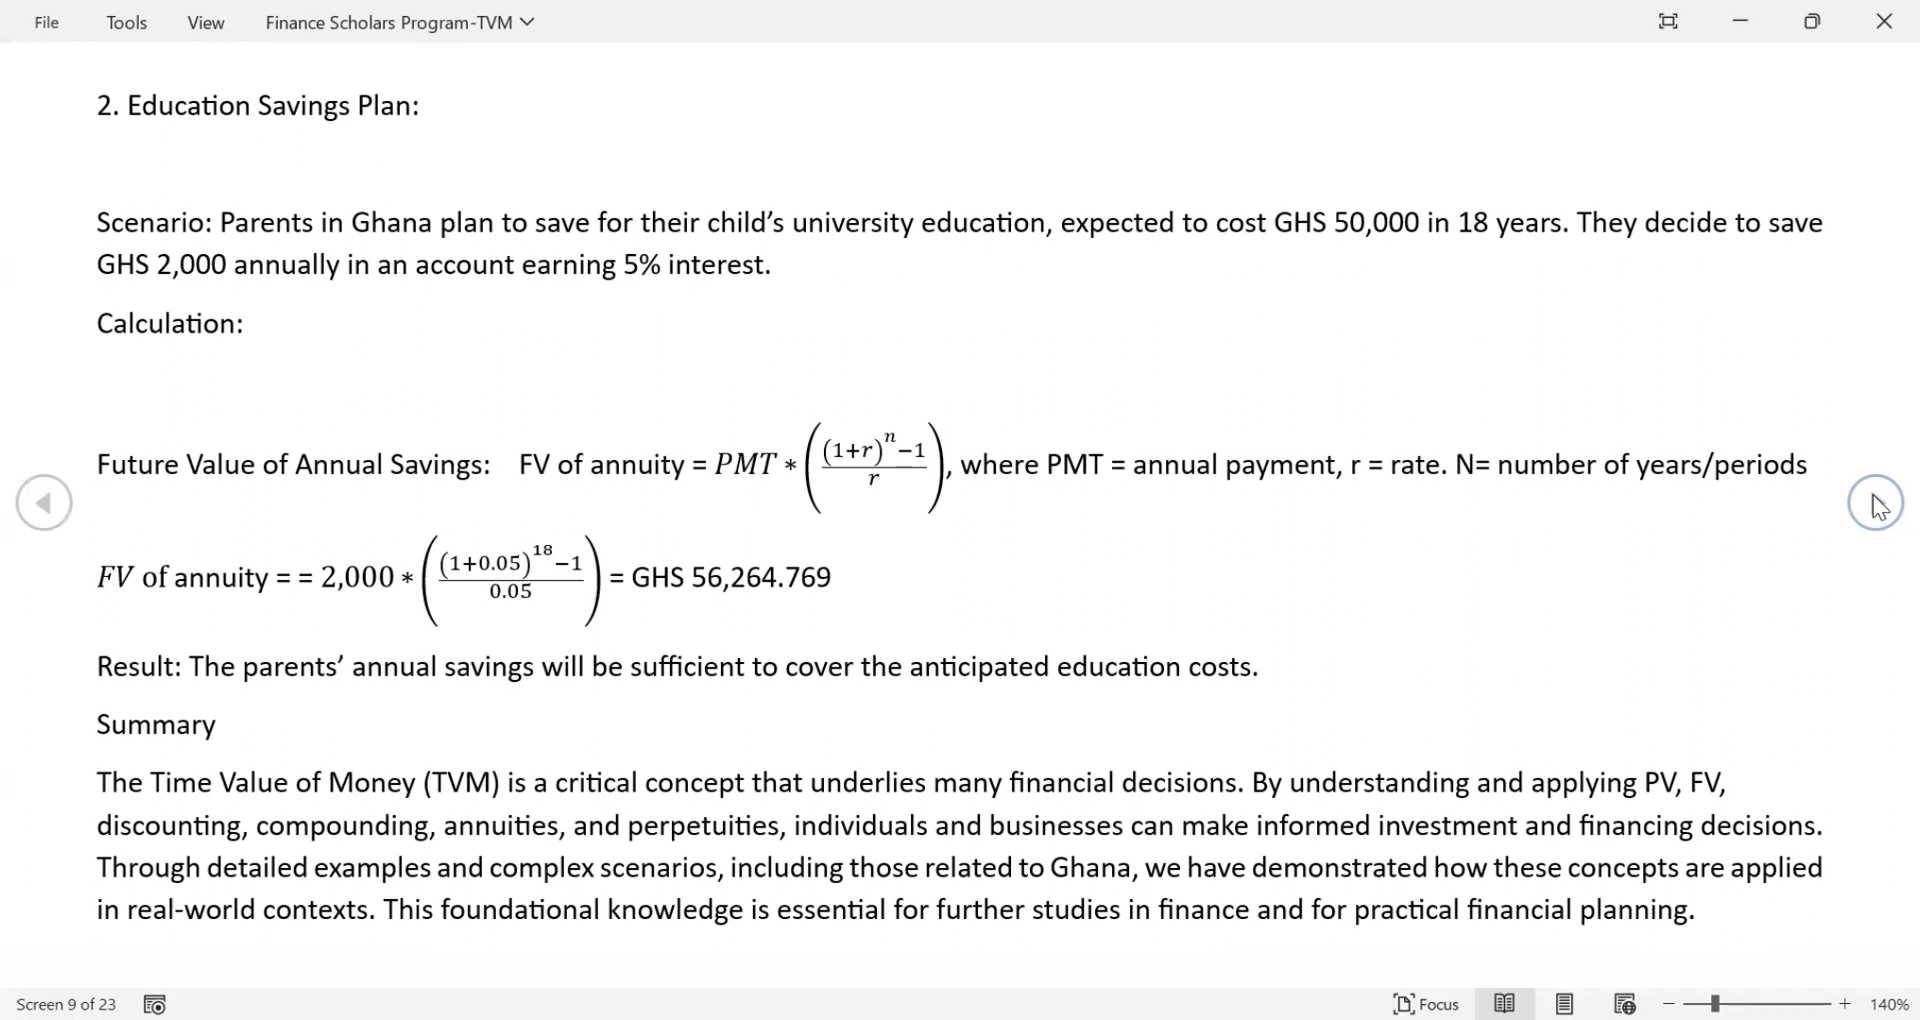 File Tools View Finance Scholars Program-TVM
2. Education Savings Plan:
Scenario: Parents in Ghana plan to save for their child’s university education, expected to cost GHS 50,000 in 18 years. They decide to save
GHS 2,000 annually in an account earning 5% interest.
Calculation:
Future Value of Annual Savings: FV of annuity = PMT * ( ((1+r)^n −1) / r ), where PMT = annual payment, r = rate. N= number of years/periods
FV of annuity = = 2,000 * ( ((1+0.05)^18 −1) / 0.05 ) = GHS 56,264.769
Result: The parents’ annual savings will be sufficient to cover the anticipated education costs.
Summary
The Time Value of Money (TVM) is a critical concept that underlies many financial decisions. By understanding and applying PV, FV,
discounting, compounding, annuities, and perpetuities, individuals and businesses can make informed investment and financing decisions.
Through detailed examples and complex scenarios, including those related to Ghana, we have demonstrated how these concepts are applied
in real-world contexts. This foundational knowledge is essential for further studies in finance and for practical financial planning.
Screen 9 of 23 Focus 140%